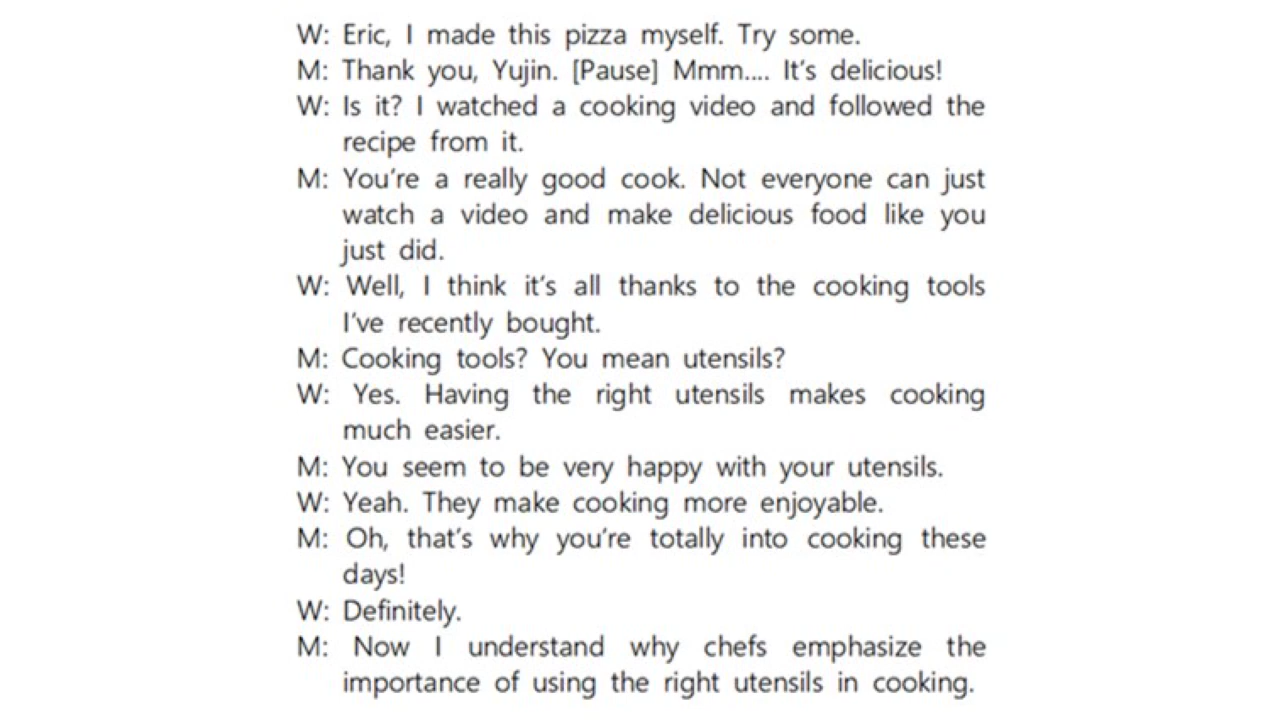 W: Eric, I made this pizza myself. Try some.
M: Thank you, Yujin. [Pause] Mmm.... It's delicious!
W: Is it? I watched a cooking video and followed the
recipe from it.
M: You're a really good cook. Not everyone can just
watch a video and make delicious food like you
just did.
W: Well, I think it's all thanks to the cooking tools
I've recently bought.
M: Cooking tools? You mean utensils?
W: Yes. Having the right utensils makes cooking
much easier.
M: You seem to be very happy with your utensils.
W: Yeah. They make cooking more enjoyable.
M: Oh, that's why you're totally into cooking these
days!
W: Definitely.
M: Now I understand why chefs emphasize the
importance of using the right utensils in cooking.